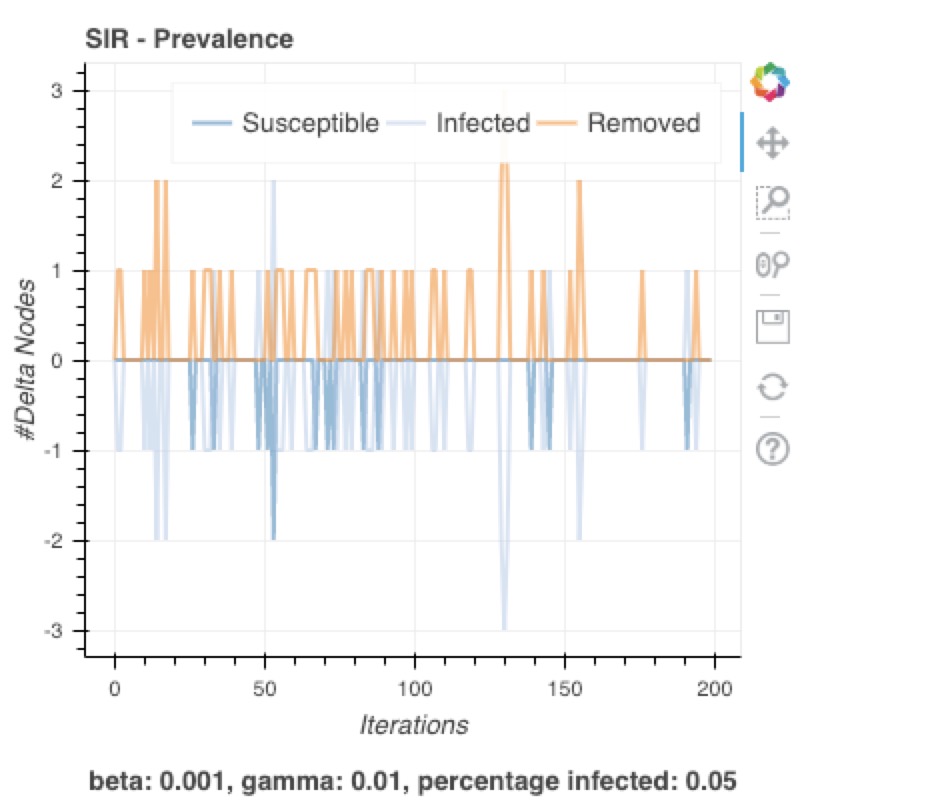 SIR - Prevalence
Susceptible Infected Removed
3
2
1
0
-1
-2
-3
#Delta Nodes
0 50 100 150 200
Iterations
beta: 0.001, gamma: 0.01, percentage infected: 0.05